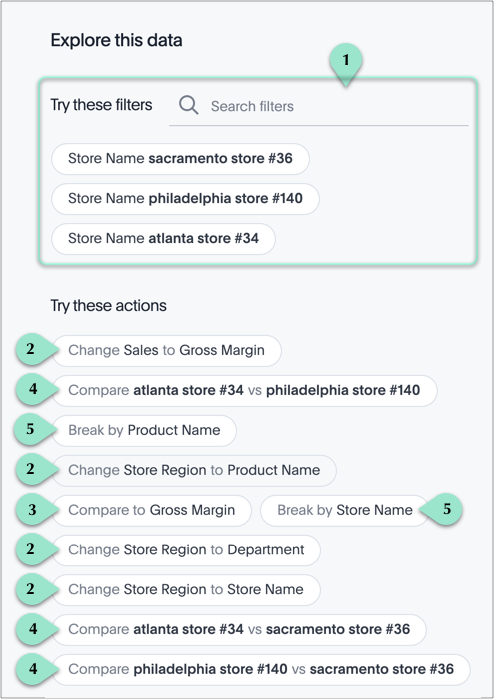 Explore this data
1
Try these filters Search filters
Store Name sacramento store #36
Store Name philadelphia store #140
Store Name atlanta store #34
Try these actions
2 Change Sales to Gross Margin
4 Compare atlanta store #34 vs philadelphia store #140
5 Break by Product Name
2 Change Store Region to Product Name
3 Compare to Gross Margin Break by Store Name 5
2 Change Store Region to Department
2 Change Store Region to Store Name
4 Compare atlanta store #34 vs sacramento store #36
4 Compare philadelphia store #140 vs sacramento store #36